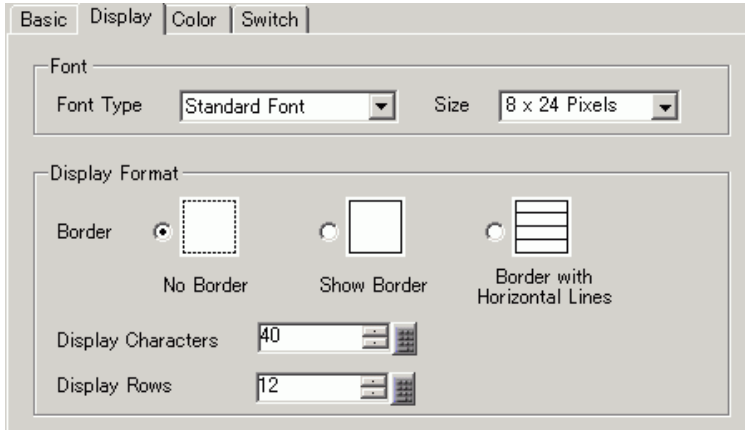 Basic Display Color Switch
Font
Font Type Standard Font Size 8 x 24 Pixels
Display Format
Border
No Border Show Border Border with
Horizontal Lines
Display Characters 40
Display Rows 12